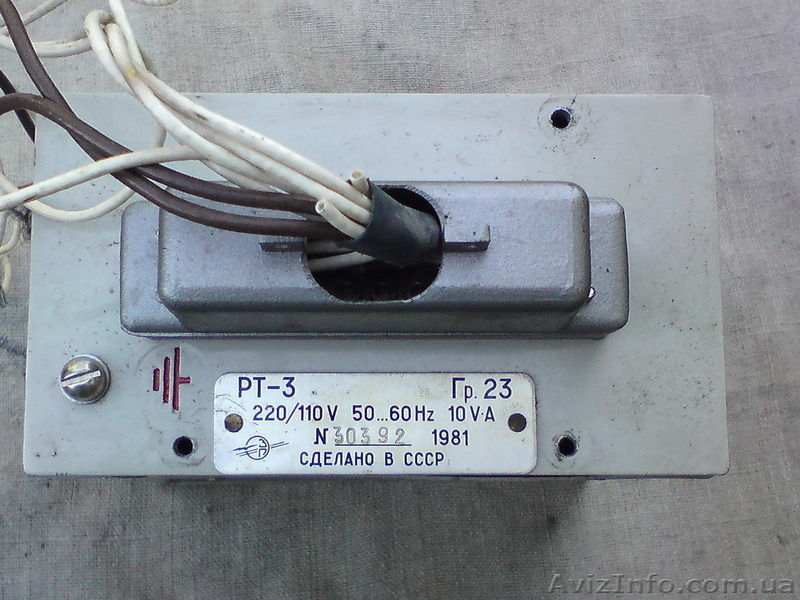 РТ-3 Гр. 23
220/110 V 50...60 Hz 10 V·A
№ 30392 1981
СДЕЛАНО В СССР
AvizInfo.com.ua